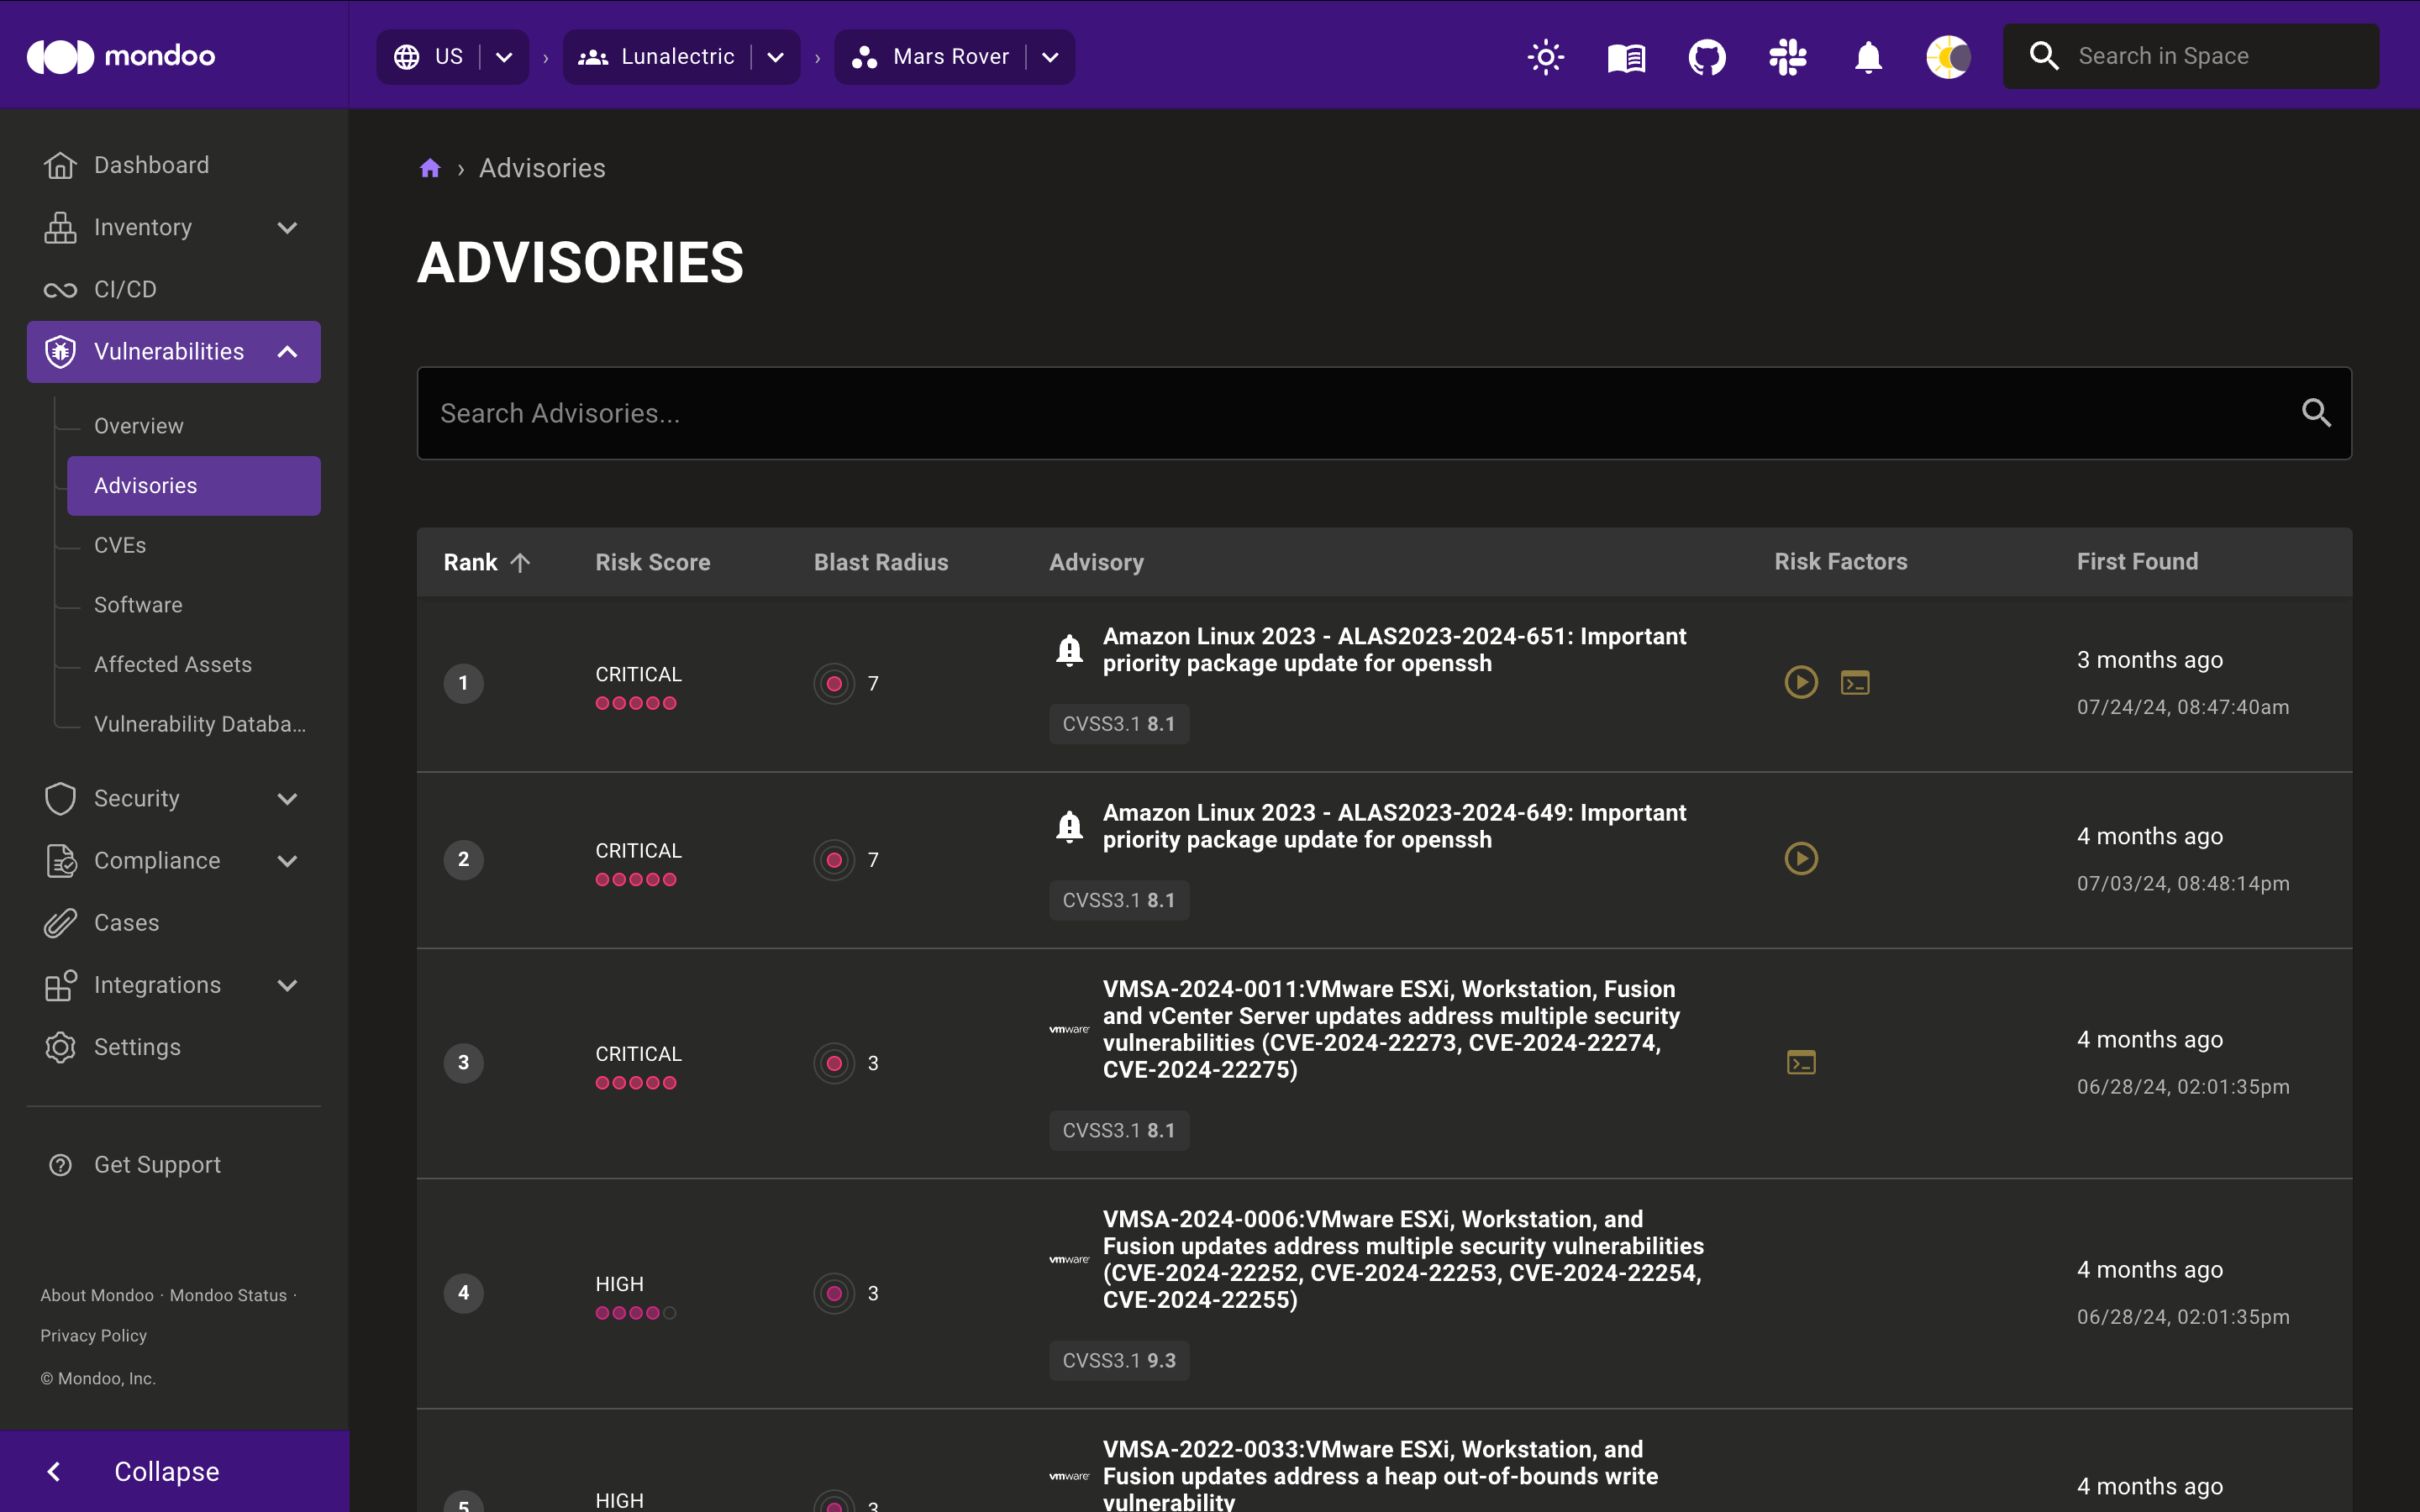 mondoo
US
Lunalectric
Mars Rover
Search in Space
Dashboard
Inventory
CI/CD
Vulnerabilities
Overview
Advisories
CVEs
Software
Affected Assets
Vulnerability Databa...
Security
Compliance
Cases
Integrations
Settings
Get Support
About Mondoo · Mondoo Status ·
Privacy Policy
© Mondoo, Inc.
Collapse
› Advisories
ADVISORIES
Search Advisories...
Rank Risk Score Blast Radius Advisory Risk Factors First Found
1
CRITICAL
7
Amazon Linux 2023 - ALAS2023-2024-651: Important
priority package update for openssh
CVSS3.1 8.1
3 months ago
07/24/24, 08:47:40am
2
CRITICAL
7
Amazon Linux 2023 - ALAS2023-2024-649: Important
priority package update for openssh
CVSS3.1 8.1
4 months ago
07/03/24, 08:48:14pm
3
CRITICAL
3
vmware
VMSA-2024-0011:VMware ESXi, Workstation, Fusion
and vCenter Server updates address multiple security
vulnerabilities (CVE-2024-22273, CVE-2024-22274,
CVE-2024-22275)
CVSS3.1 8.1
4 months ago
06/28/24, 02:01:35pm
4
HIGH
3
vmware
VMSA-2024-0006:VMware ESXi, Workstation, and
Fusion updates address multiple security vulnerabilities
(CVE-2024-22252, CVE-2024-22253, CVE-2024-22254,
CVE-2024-22255)
CVSS3.1 9.3
4 months ago
06/28/24, 02:01:35pm
5
HIGH
3
vmware
VMSA-2022-0033:VMware ESXi, Workstation, and
Fusion updates address a heap out-of-bounds write
vulnerability
4 months ago